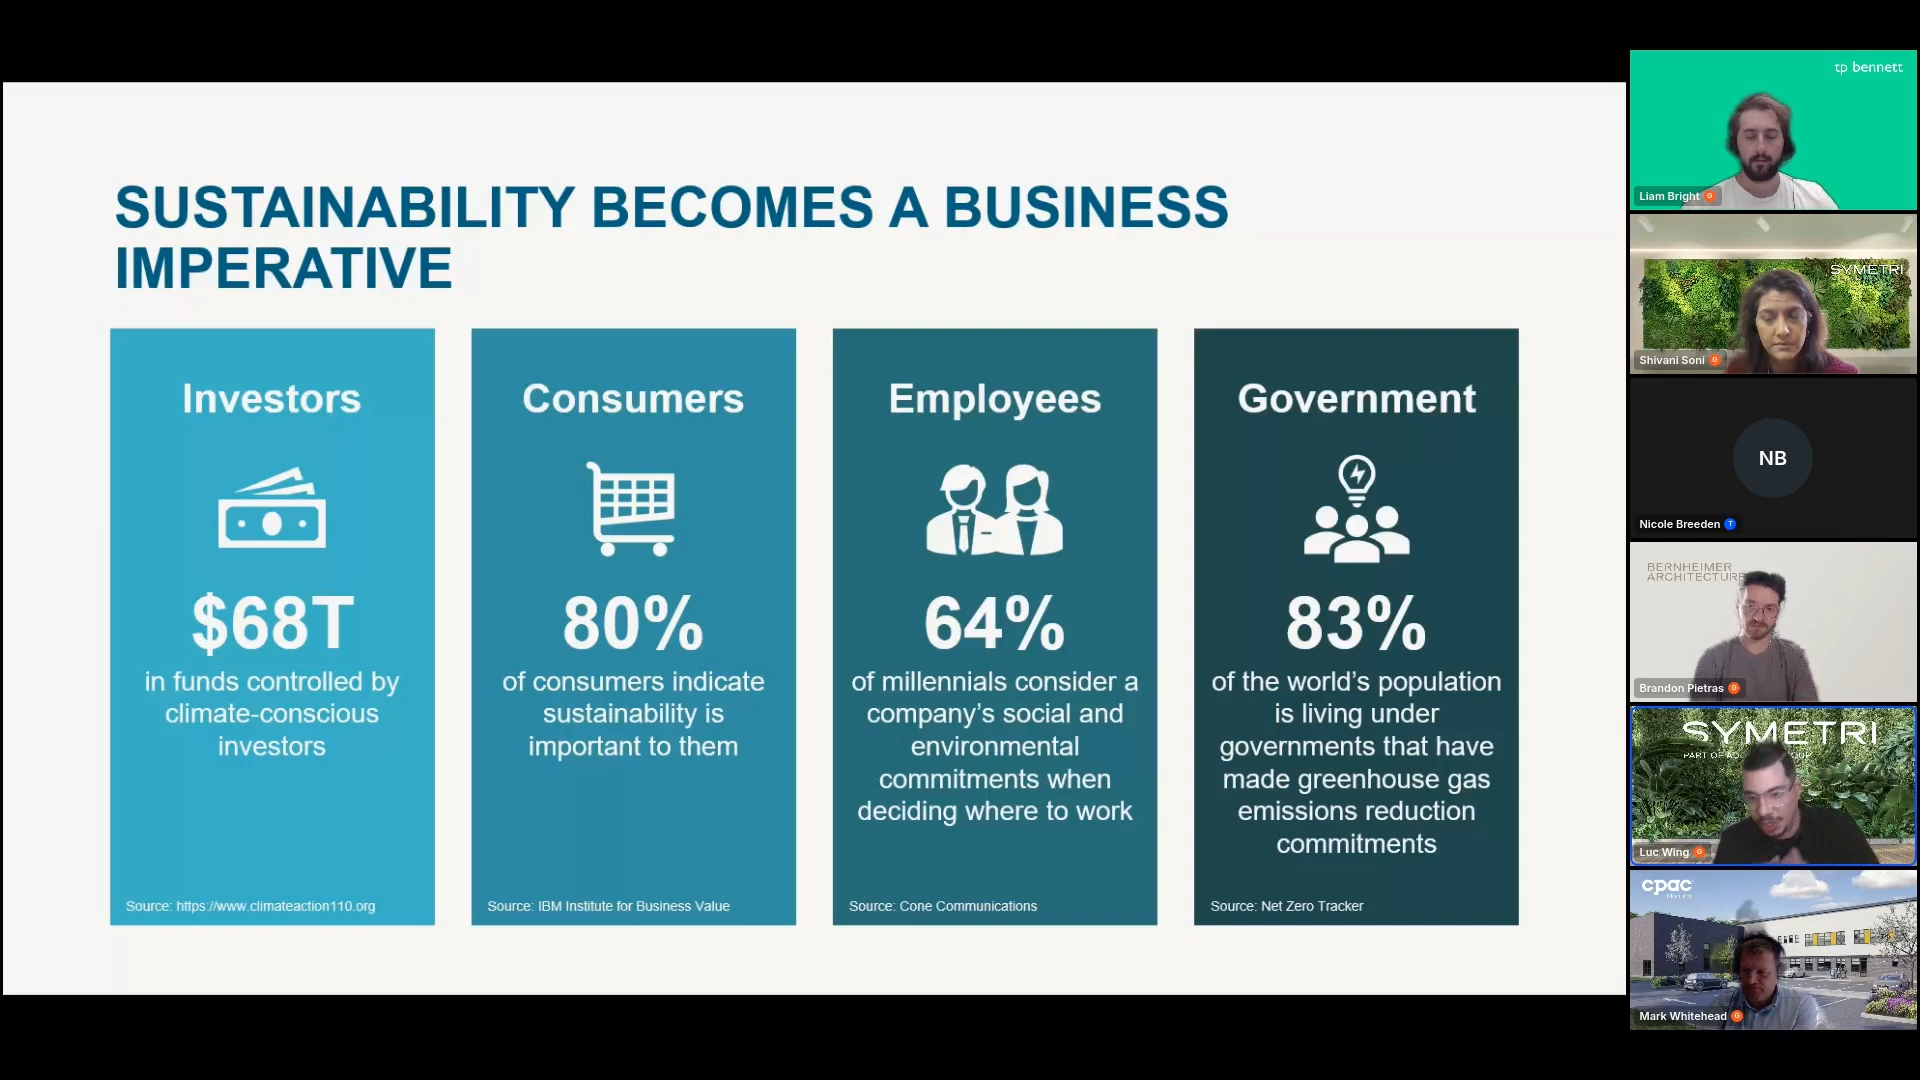 SUSTAINABILITY BECOMES A BUSINESS
IMPERATIVE
Investors
$68T
in funds controlled by
climate-conscious
investors
Source: https://www.climateaction110.org
Consumers
80%
of consumers indicate
sustainability is
important to them
Source: IBM Institute for Business Value
Employees
64%
of millennials consider a
company’s social and
environmental
commitments when
deciding where to work
Source: Cone Communications
Government
83%
of the world’s population
is living under
governments that have
made greenhouse gas
emissions reduction
commitments
Source: Net Zero Tracker
tp bennett
Liam Bright
SYMETRI
Shivani Soni
NB
Nicole Breeden
BERNHEIMER
ARCHITECTURE
Brandon Pietras
SYMETRI
PART OF
Luc Wing
cpac
Mark Whitehead